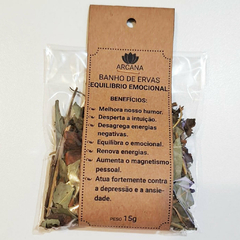 ARCANA
BANHO DE ERVAS
EQUILIBRIO EMOCIONAL
BENEFÍCIOS:
Melhora nosso humor.
Desperta a intuição.
Desagrega energias
negativas.
Equilibra o emocional.
Renova energias.
Aumenta o magnetismo
pessoal.
Atua fortemente contra
a depressão e a ansie-
dade.
PESO 15g